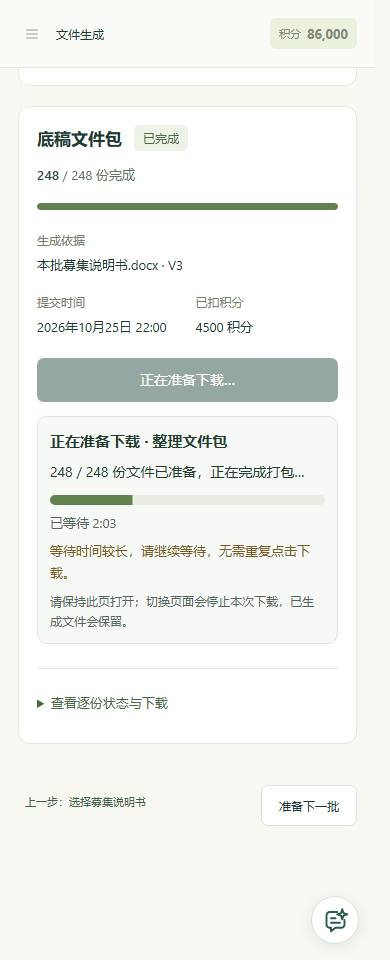 文件生成
积分 86,000
底稿文件包 已完成
248 / 248 份完成
生成依据
本批募集说明书.docx · V3
提交时间 已扣积分
2026年10月25日 22:00 4500 积分
正在准备下载...
正在准备下载 · 整理文件包
248 / 248 份文件已准备，正在完成打包...
已等待 2:03
等待时间较长，请继续等待，无需重复点击下
载。
请保持此页打开；切换页面会停止本次下载，已生
成文件会保留。
查看逐份状态与下载
上一步：选择募集说明书
准备下一批